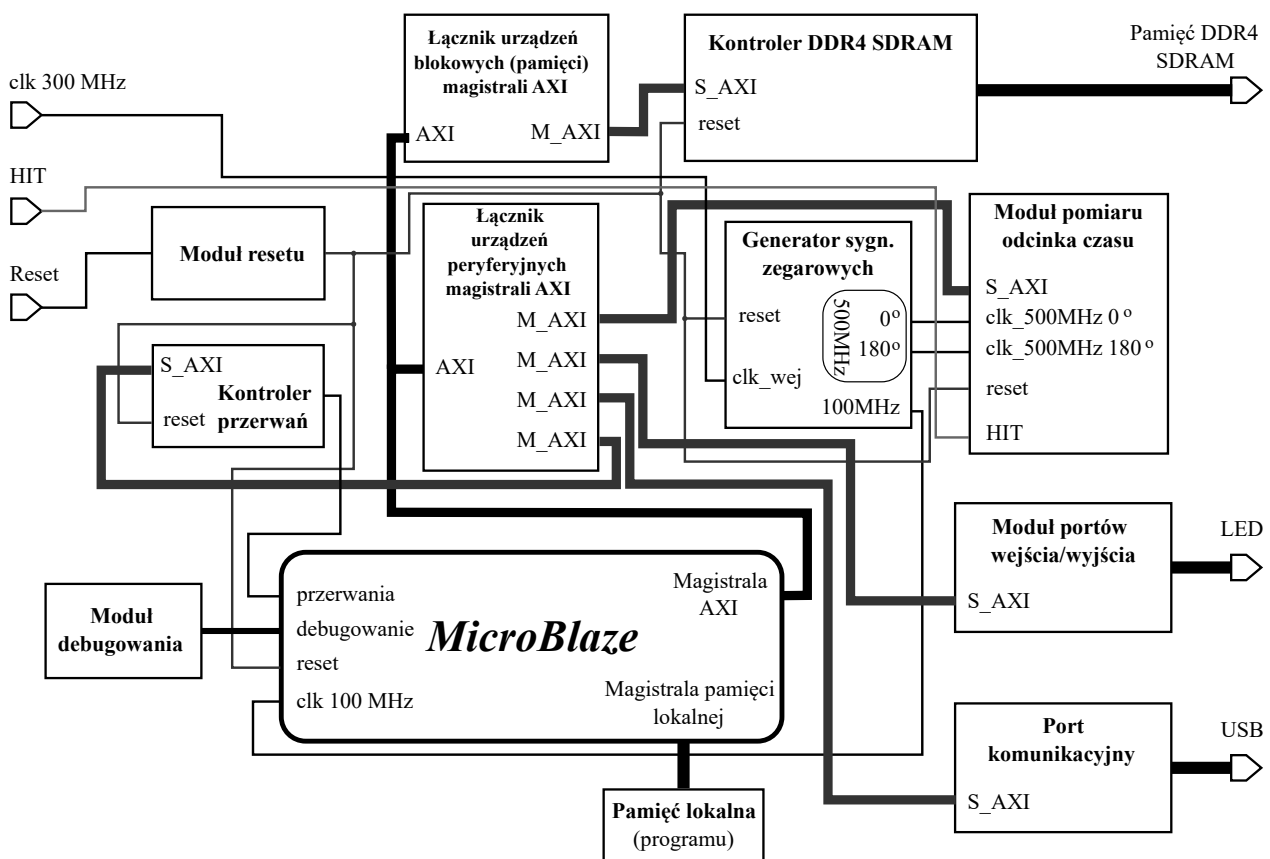 clk 300 MHz
HIT
Reset
Łącznik urządzeń
blokowych (pamięci)
magistrali AXI
AXI
M_AXI
Kontroler DDR4 SDRAM
S_AXI
reset
Pamięć DDR4
SDRAM
Moduł resetu
Łącznik
urządzeń
peryferyjnych
magistrali AXI
M_AXI
M_AXI
AXI
M_AXI
M_AXI
Generator sygn.
zegarowych
reset
500MHz
0º
180º
clk_wej
100MHz
Moduł pomiaru
odcinka czasu
S_AXI
clk_500MHz 0 º
clk_500MHz 180 º
reset
HIT
S_AXI
Kontroler
przerwań
reset
Moduł
debugowania
przerwania
debugowanie
reset
clk 100 MHz
MicroBlaze
Magistrala
AXI
Magistrala pamięci
lokalnej
Pamięć lokalna
(programu)
Moduł portów
wejścia/wyjścia
S_AXI
LED
Port
komunikacyjny
S_AXI
USB